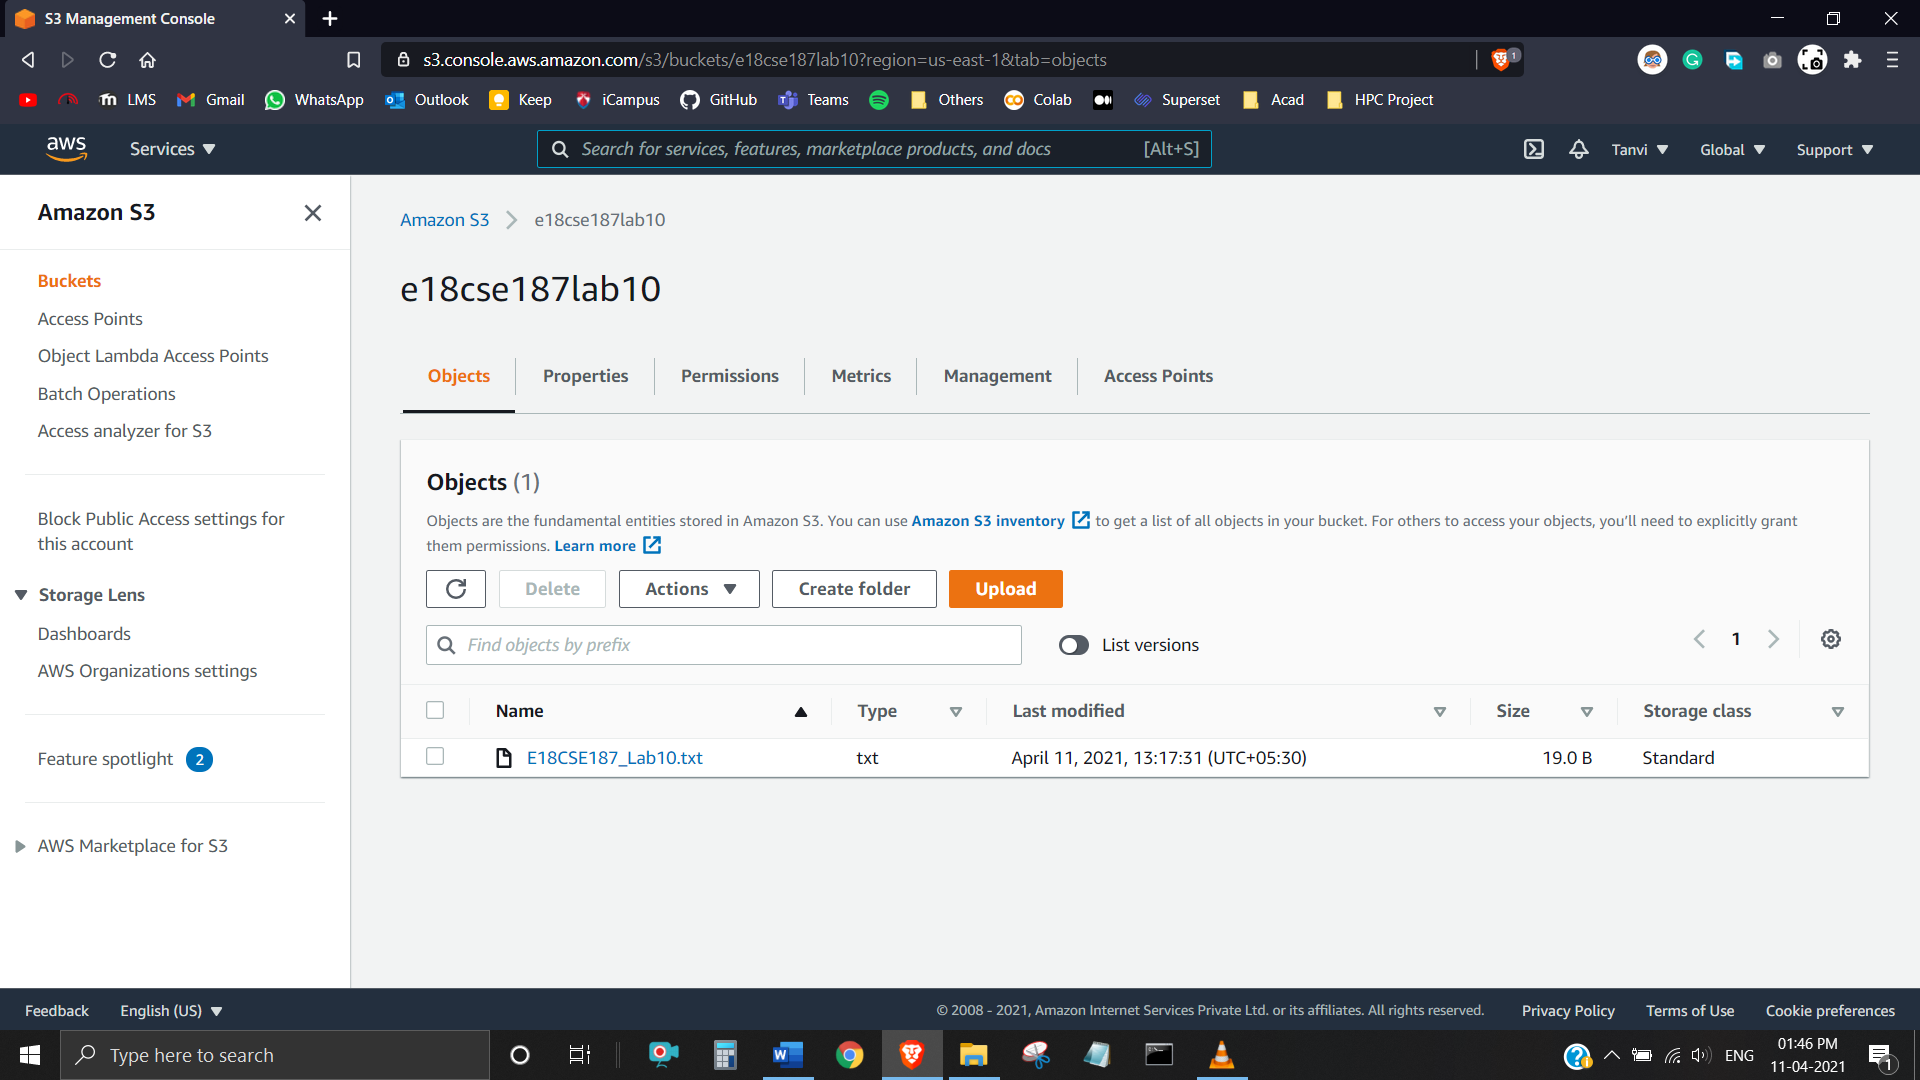 S3 Management Console
s3.console.aws.amazon.com/s3/buckets/e18cse187lab10?region=us-east-1&tab=objects
1
LMS Gmail WhatsApp Outlook Keep iCampus GitHub Teams Others Colab Superset Acad HPC Project
aws Services Search for services, features, marketplace products, and docs [Alt+S] Tanvi Global Support
Amazon S3
Buckets
Access Points
Object Lambda Access Points
Batch Operations
Access analyzer for S3
Block Public Access settings for
this account
Storage Lens
Dashboards
AWS Organizations settings
Feature spotlight 2
AWS Marketplace for S3
Amazon S3 e18cse187lab10
e18cse187lab10
Objects Properties Permissions Metrics Management Access Points
Objects (1)
Objects are the fundamental entities stored in Amazon S3. You can use Amazon S3 inventory to get a list of all objects in your bucket. For others to access your objects, you'll need to explicitly grant
them permissions. Learn more
Delete Actions Create folder Upload
Find objects by prefix List versions 1
Name Type Last modified Size Storage class
E18CSE187_Lab10.txt txt April 11, 2021, 13:17:31 (UTC+05:30) 19.0 B Standard
Feedback English (US) © 2008 - 2021, Amazon Internet Services Private Ltd. or its affiliates. All rights reserved. Privacy Policy Terms of Use Cookie preferences
Type here to search ENG 01:46 PM
11-04-2021 1